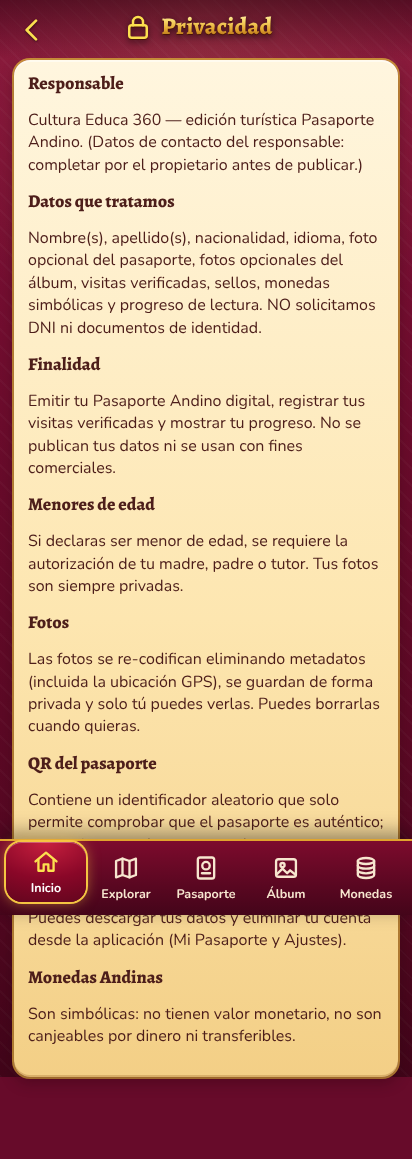 Privacidad
Responsable
Cultura Educa 360 — edición turística Pasaporte
Andino. (Datos de contacto del responsable:
completar por el propietario antes de publicar.)
Datos que tratamos
Nombre(s), apellido(s), nacionalidad, idioma, foto
opcional del pasaporte, fotos opcionales del
álbum, visitas verificadas, sellos, monedas
simbólicas y progreso de lectura. NO solicitamos
DNI ni documentos de identidad.
Finalidad
Emitir tu Pasaporte Andino digital, registrar tus
visitas verificadas y mostrar tu progreso. No se
publican tus datos ni se usan con fines
comerciales.
Menores de edad
Si declaras ser menor de edad, se requiere la
autorización de tu madre, padre o tutor. Tus fotos
son siempre privadas.
Fotos
Las fotos se re-codifican eliminando metadatos
(incluida la ubicación GPS), se guardan de forma
privada y solo tú puedes verlas. Puedes borrarlas
cuando quieras.
QR del pasaporte
Contiene un identificador aleatorio que solo
permite comprobar que el pasaporte es auténtico;
Inicio Explorar Pasaporte Álbum Monedas
Puedes descargar tus datos y eliminar tu cuenta
desde la aplicación (Mi Pasaporte y Ajustes).
Monedas Andinas
Son simbólicas: no tienen valor monetario, no son
canjeables por dinero ni transferibles.